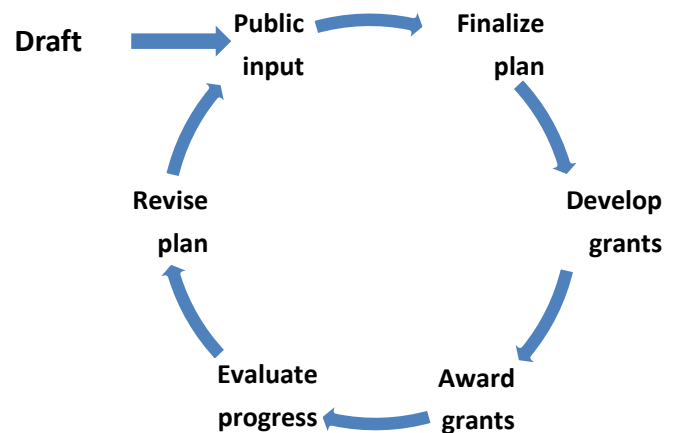 Draft
Public
input
Finalize
plan
Develop
grants
Award
grants
Evaluate
progress
Revise
plan